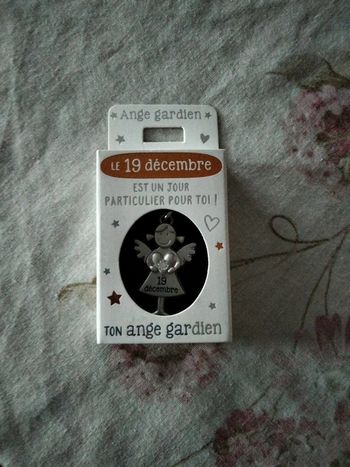 Ange gardien
LE 19 décembre
EST UN JOUR
PARTICULIER POUR TOI !
19
décembre
TON ange gardien